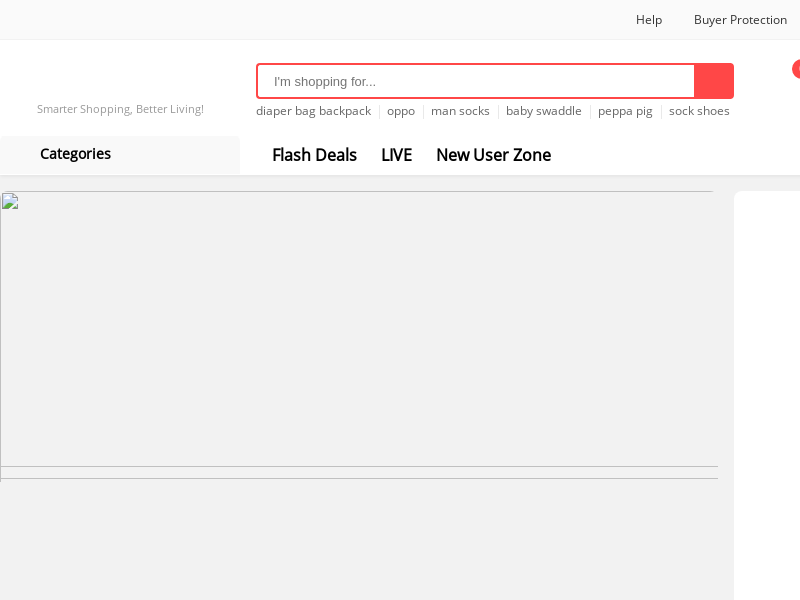 Help Buyer Protection
I'm shopping for...
Smarter Shopping, Better Living!
diaper bag backpack oppo man socks baby swaddle peppa pig sock shoes
Categories
Flash Deals LIVE New User Zone